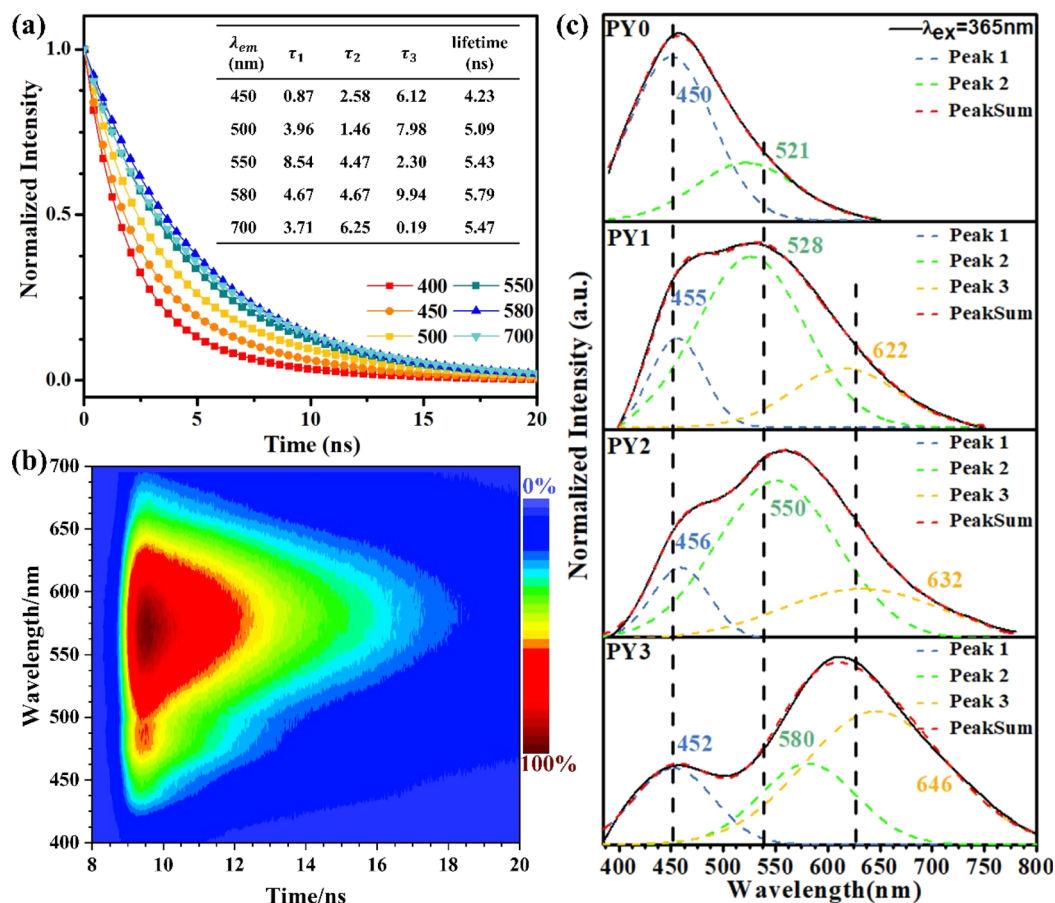 (a)
λem (nm) τ1 τ2 τ3 lifetime (ns)
450 0.87 2.58 6.12 4.23
500 3.96 1.46 7.98 5.09
550 8.54 4.47 2.30 5.43
580 4.67 4.67 9.94 5.79
700 3.71 6.25 0.19 5.47
400 550
450 580
500 700
Normalized Intensity
1.0
0.5
0.0
0 5 10 15 20
Time (ns)
(b)
Wavelength/nm
700
650
600
550
500
450
400
8 10 12 14 16 18 20
Time/ns
0%
100%
(c)
Normalized Intensity (a.u.)
PY0
λex=365nm
Peak 1
Peak 2
PeakSum
450
521
PY1
Peak 1
Peak 2
Peak 3
PeakSum
455
528
622
PY2
Peak 1
Peak 2
Peak 3
PeakSum
456
550
632
PY3
Peak 1
Peak 2
Peak 3
PeakSum
452
580
646
400 450 500 550 600 650 700 750 800
Wavelength(nm)